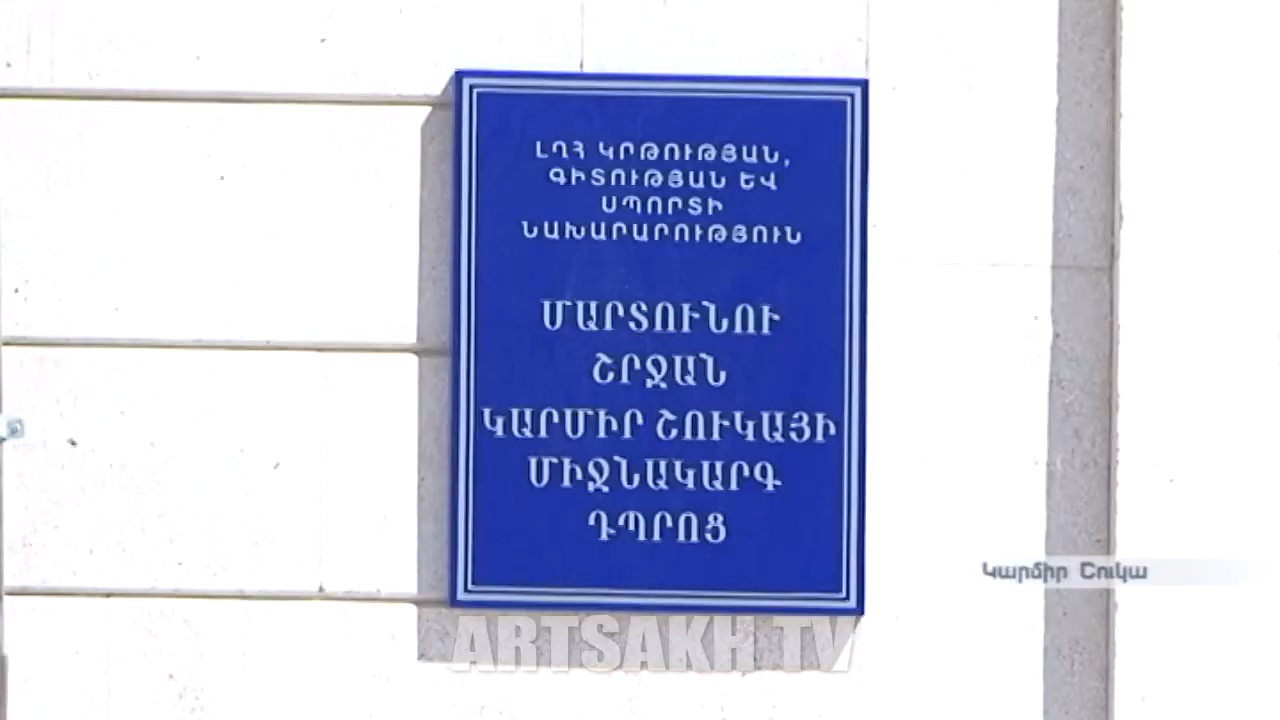 ԼՂՀ ԿՐԹՈՒԹՅԱՆ,
ԳԻՏՈՒԹՅԱՆ ԵՎ
ՍՊՈՐՏԻ
ՆԱԽԱՐԱՐՈՒԹՅՈՒՆ
ՄԱՐՏՈՒՆՈՒ
ՇՐՋԱՆ
ԿԱՐՄԻՐ ՇՈՒԿԱՅԻ
ՄԻՋՆԱԿԱՐԳ
ԴՊՐՈՑ
Կարմիր Շուկա
ARTSAKH TV